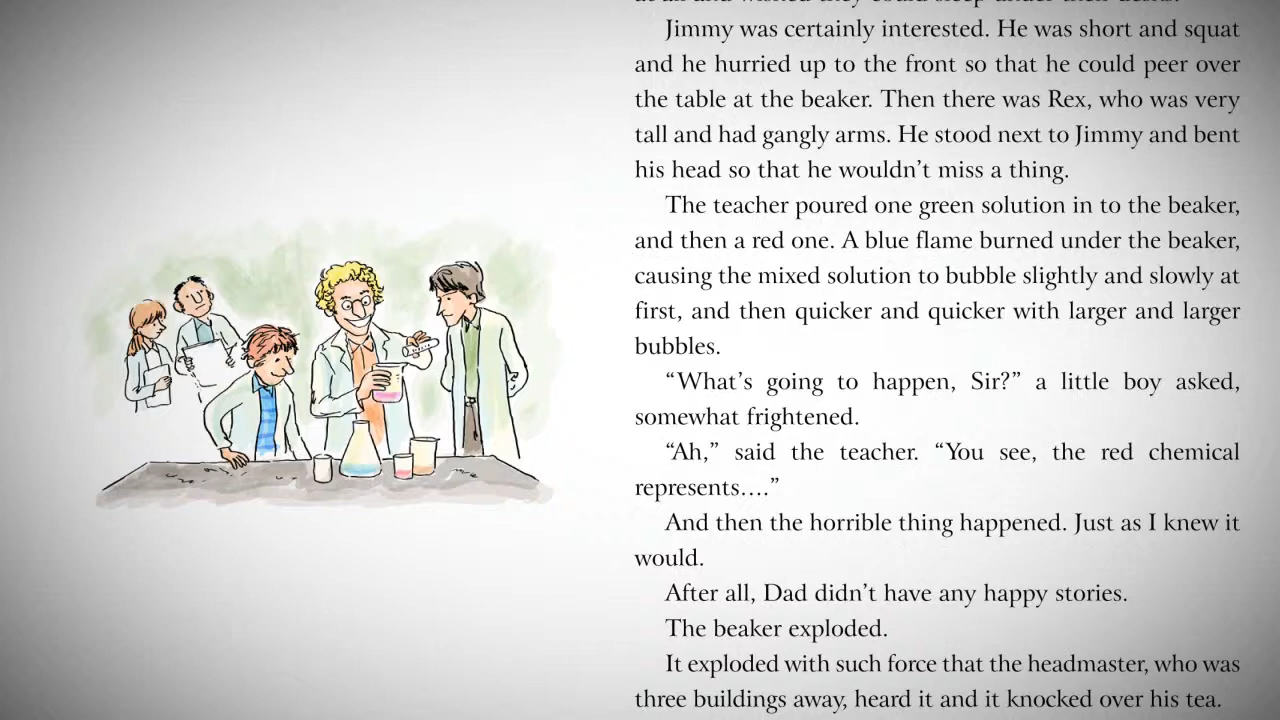 Jimmy was certainly interested. He was short and squat
and he hurried up to the front so that he could peer over
the table at the beaker. Then there was Rex, who was very
tall and had gangly arms. He stood next to Jimmy and bent
his head so that he wouldn’t miss a thing.
The teacher poured one green solution in to the beaker,
and then a red one. A blue flame burned under the beaker,
causing the mixed solution to bubble slightly and slowly at
first, and then quicker and quicker with larger and larger
bubbles.
“What’s going to happen, Sir?” a little boy asked,
somewhat frightened.
“Ah,” said the teacher. “You see, the red chemical
represents….”
And then the horrible thing happened. Just as I knew it
would.
After all, Dad didn’t have any happy stories.
The beaker exploded.
It exploded with such force that the headmaster, who was
three buildings away, heard it and it knocked over his tea.